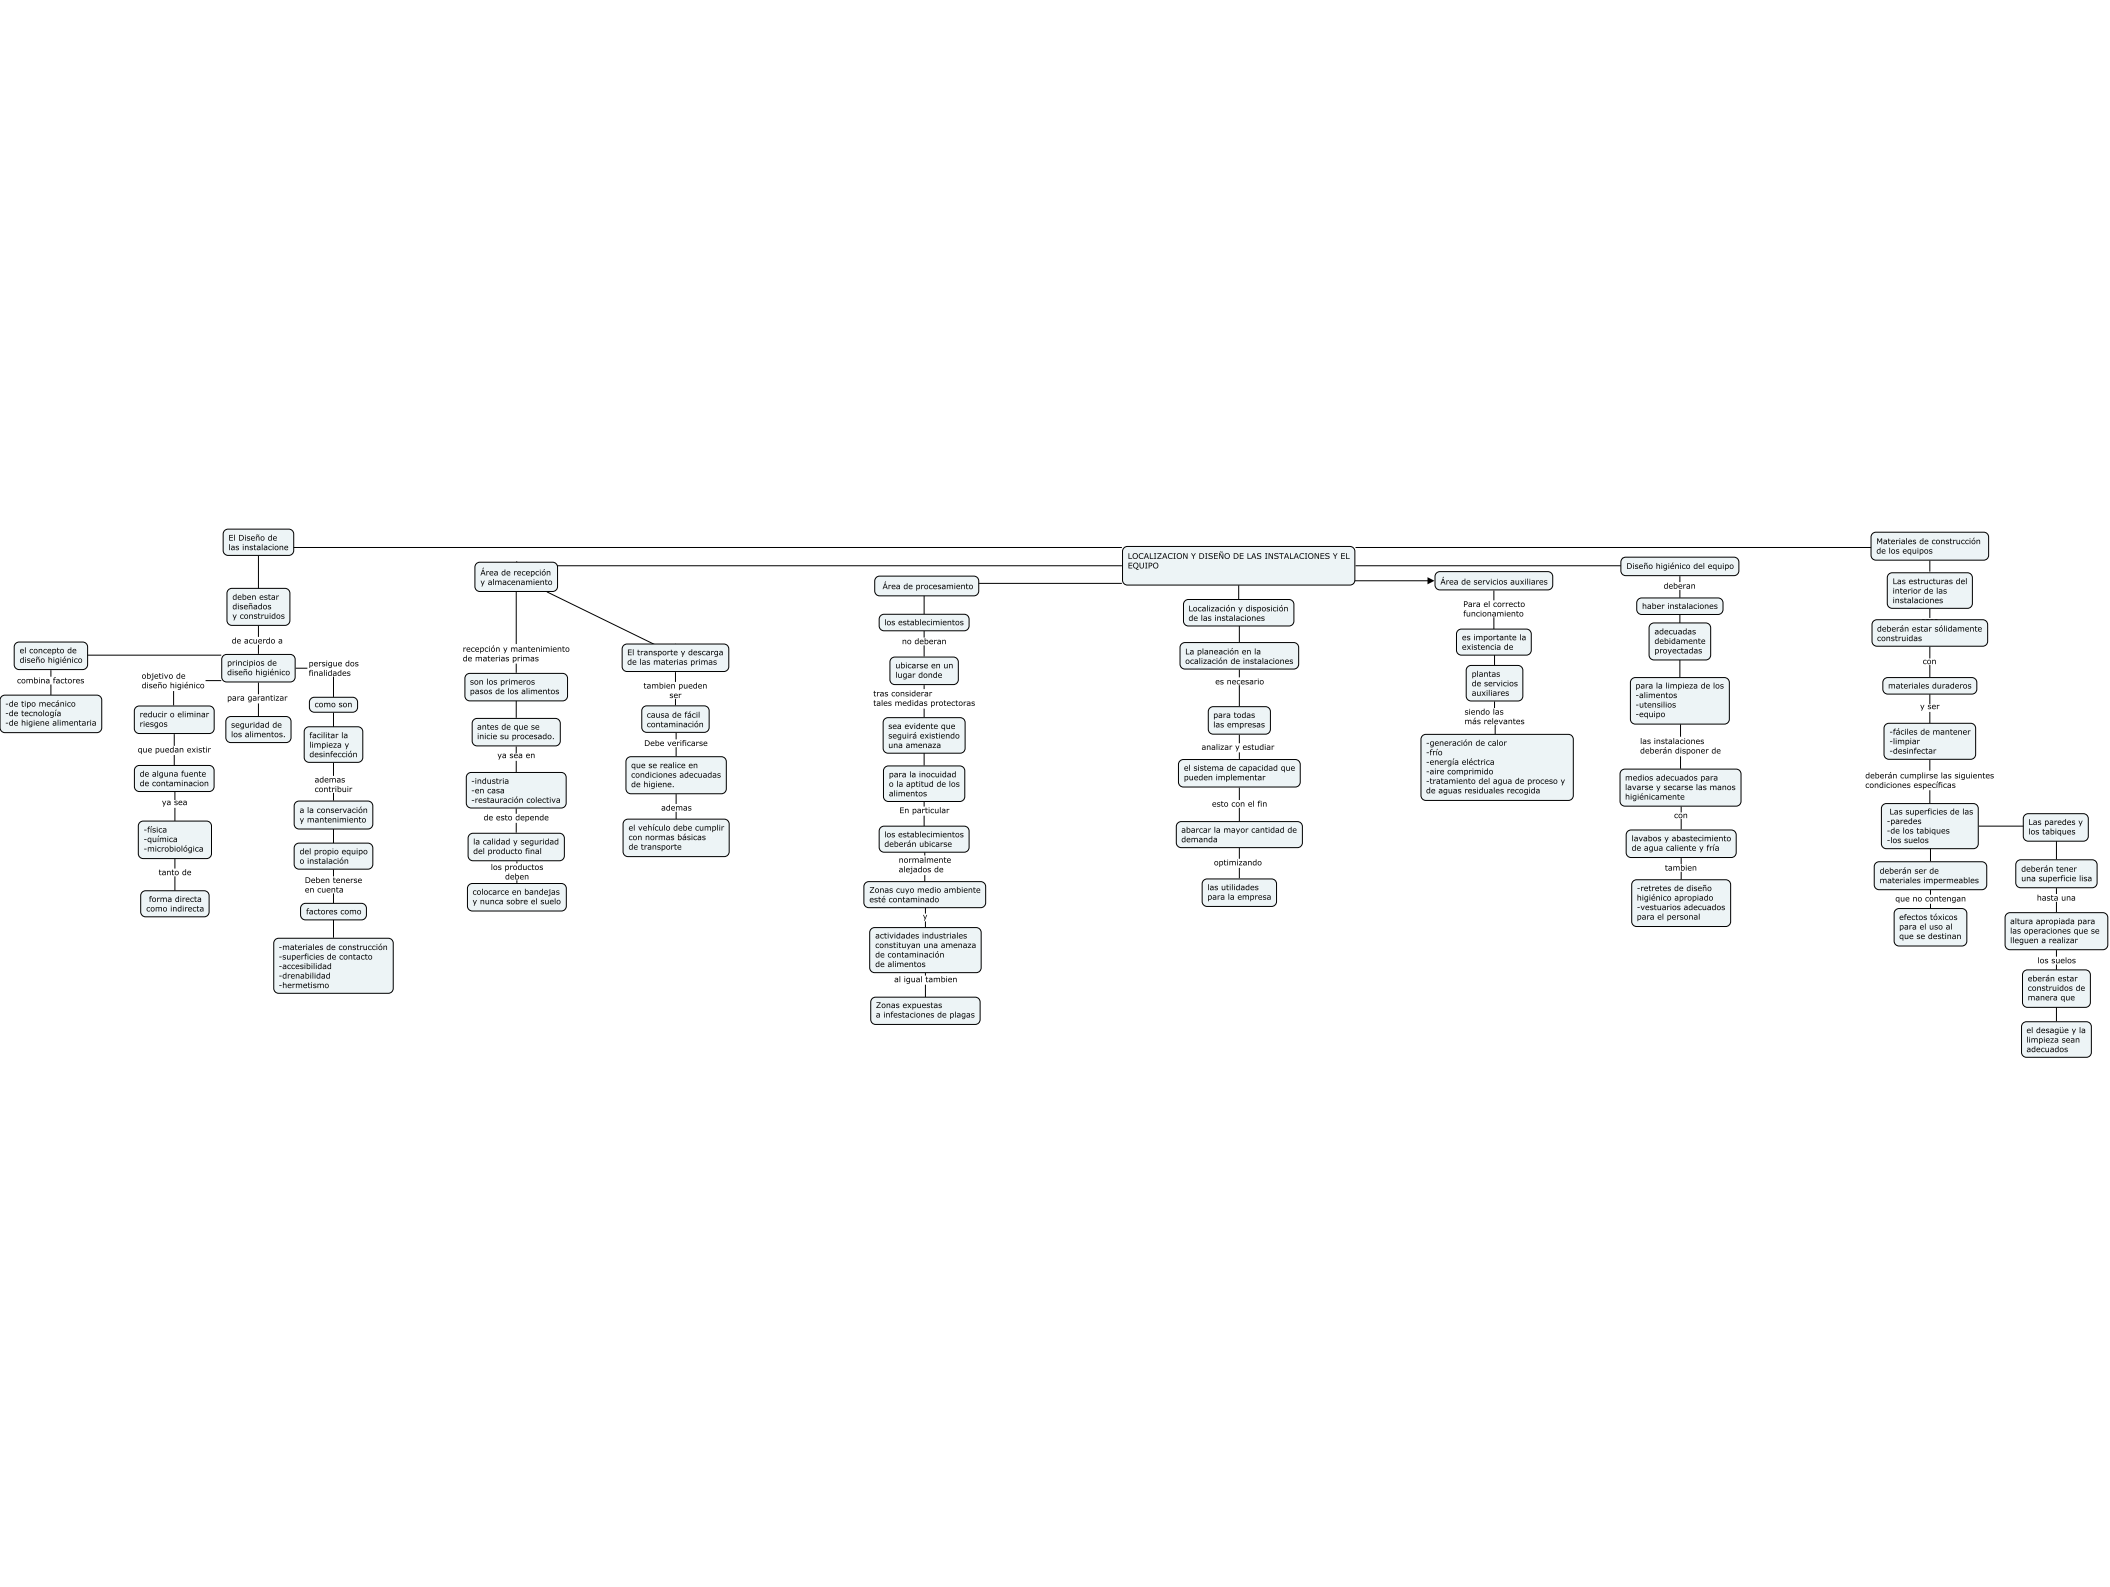 LOCALIZACION Y DISEÑO DE LAS INSTALACIONES Y EL
EQUIPO
El Diseño de
las instalacione
deben estar
diseñados
y construidos
de acuerdo a
principios de
diseño higiénico
el concepto de
diseño higiénico
combina factores
-de tipo mecánico
-de tecnología
-de higiene alimentaria
objetivo de
diseño higiénico
reducir o eliminar
riesgos
que puedan existir
de alguna fuente
de contaminacion
ya sea
-física
-química
-microbiológica
tanto de
forma directa
como indirecta
para garantizar
seguridad de
los alimentos.
persigue dos
finalidades
como son
facilitar la
limpieza y
desinfección
ademas
contribuir
a la conservación
y mantenimiento
del propio equipo
o instalación
Deben tenerse
en cuenta
factores como
-materiales de construcción
-superficies de contacto
-accesibilidad
-drenabilidad
-hermetismo
Área de recepción
y almacenamiento
recepción y mantenimiento
de materias primas
son los primeros
pasos de los alimentos
antes de que se
inicie su procesado.
ya sea en
-industria
-en casa
-restauración colectiva
de esto depende
la calidad y seguridad
del producto final
los productos
deben
colocarce en bandejas
y nunca sobre el suelo
El transporte y descarga
de las materias primas
tambien pueden
ser
causa de fácil
contaminación
Debe verificarse
que se realice en
condiciones adecuadas
de higiene.
ademas
el vehículo debe cumplir
con normas básicas
de transporte
Área de procesamiento
los establecimientos
no deberan
ubicarse en un
lugar donde
tras considerar
tales medidas protectoras
sea evidente que
seguirá existiendo
una amenaza
para la inocuidad
o la aptitud de los
alimentos
En particular
los establecimientos
deberán ubicarse
normalmente
alejados de
Zonas cuyo medio ambiente
esté contaminado
y
actividades industriales
constituyan una amenaza
de contaminación
de alimentos
al igual tambien
Zonas expuestas
a infestaciones de plagas
Localización y disposición
de las instalaciones
La planeación en la
ocalización de instalaciones
es necesario
para todas
las empresas
analizar y estudiar
el sistema de capacidad que
pueden implementar
esto con el fin
abarcar la mayor cantidad de
demanda
optimizando
las utilidades
para la empresa
Área de servicios auxiliares
Para el correcto
funcionamiento
es importante la
existencia de
plantas
de servicios
auxiliares
siendo las
más relevantes
-generación de calor
-frío
-energía eléctrica
-aire comprimido
-tratamiento del agua de proceso y
de aguas residuales recogida
Diseño higiénico del equipo
deberan
haber instalaciones
adecuadas
debidamente
proyectadas
para la limpieza de los
-alimentos
-utensilios
-equipo
las instalaciones
deberán disponer de
medios adecuados para
lavarse y secarse las manos
higiénicamente
con
lavabos y abastecimiento
de agua caliente y fría
tambien
-retretes de diseño
higiénico apropiado
-vestuarios adecuados
para el personal
Materiales de construcción
de los equipos
Las estructuras del
interior de las
instalaciones
deberán estar sólidamente
construidas
con
materiales duraderos
y ser
-fáciles de mantener
-limpiar
-desinfectar
deberán cumplirse las siguientes
condiciones específicas
Las superficies de las
-paredes
-de los tabiques
-los suelos
deberán ser de
materiales impermeables
que no contengan
efectos tóxicos
para el uso al
que se destinan
Las paredes y
los tabiques
deberán tener
una superficie lisa
hasta una
altura apropiada para
las operaciones que se
lleguen a realizar
los suelos
eberán estar
construidos de
manera que
el desagüe y la
limpieza sean
adecuados